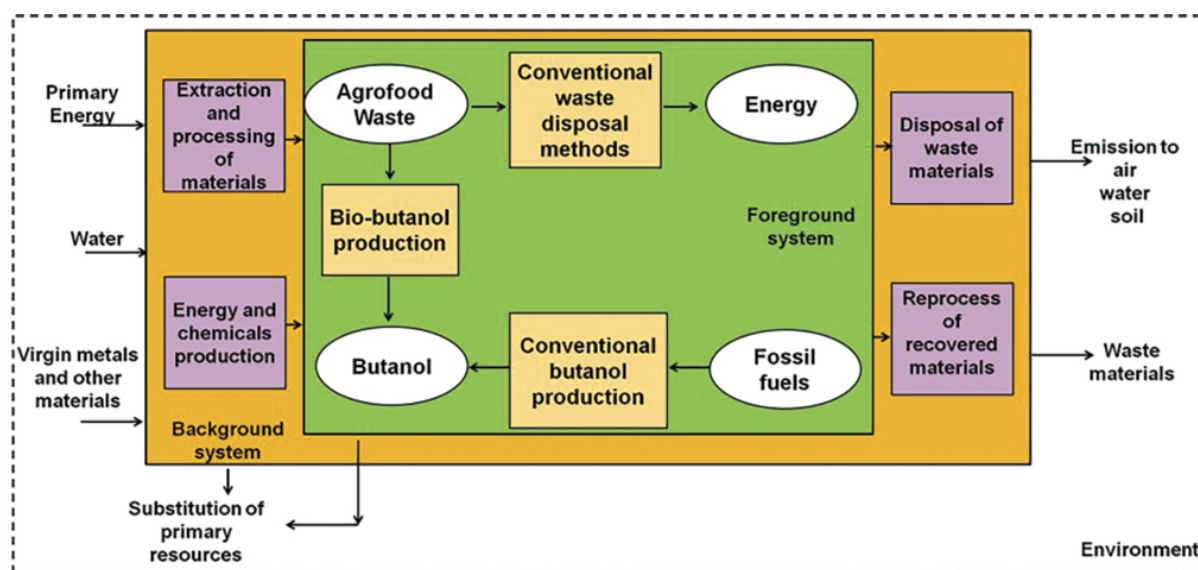 Primary
Energy
Water
Virgin metals
and other
materials
Extraction
and
processing
of
materials
Energy and
chemicals
production
Background
system
Substitution of
primary
resources
Agrofood
Waste
Conventional
waste
disposal
methods
Energy
Bio-butanol
production
Foreground
system
Butanol
Conventional
butanol
production
Fossil
fuels
Disposal of
waste
materials
Reprocess
of
recovered
materials
Emission to
air
water
soil
Waste
materials
Environment